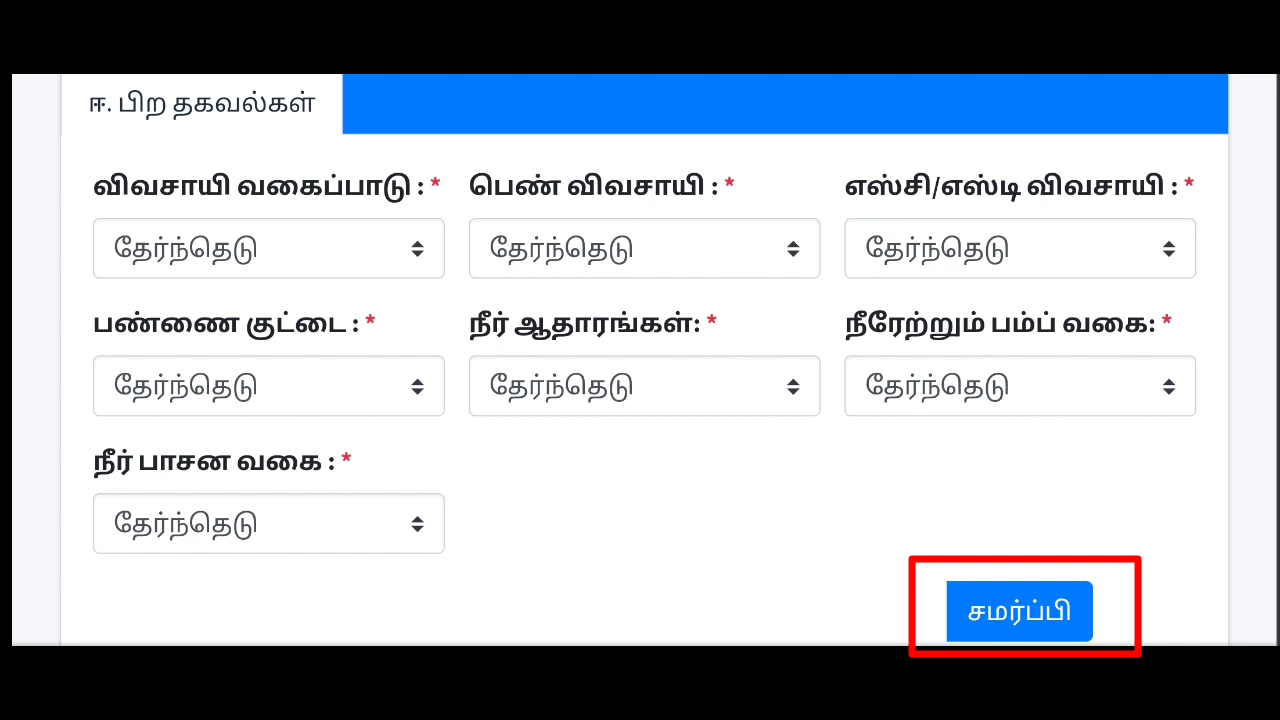 ஈ. பிற தகவல்கள்
விவசாயி வகைப்பாடு : * பெண் விவசாயி : * எஸ்சி/எஸ்டி விவசாயி : *
தேர்ந்தெடு தேர்ந்தெடு தேர்ந்தெடு
பண்ணை குட்டை : * நீர் ஆதாரங்கள்: * நீரேற்றும் பம்ப் வகை: *
தேர்ந்தெடு தேர்ந்தெடு தேர்ந்தெடு
நீர் பாசன வகை : *
தேர்ந்தெடு
சமர்ப்பி